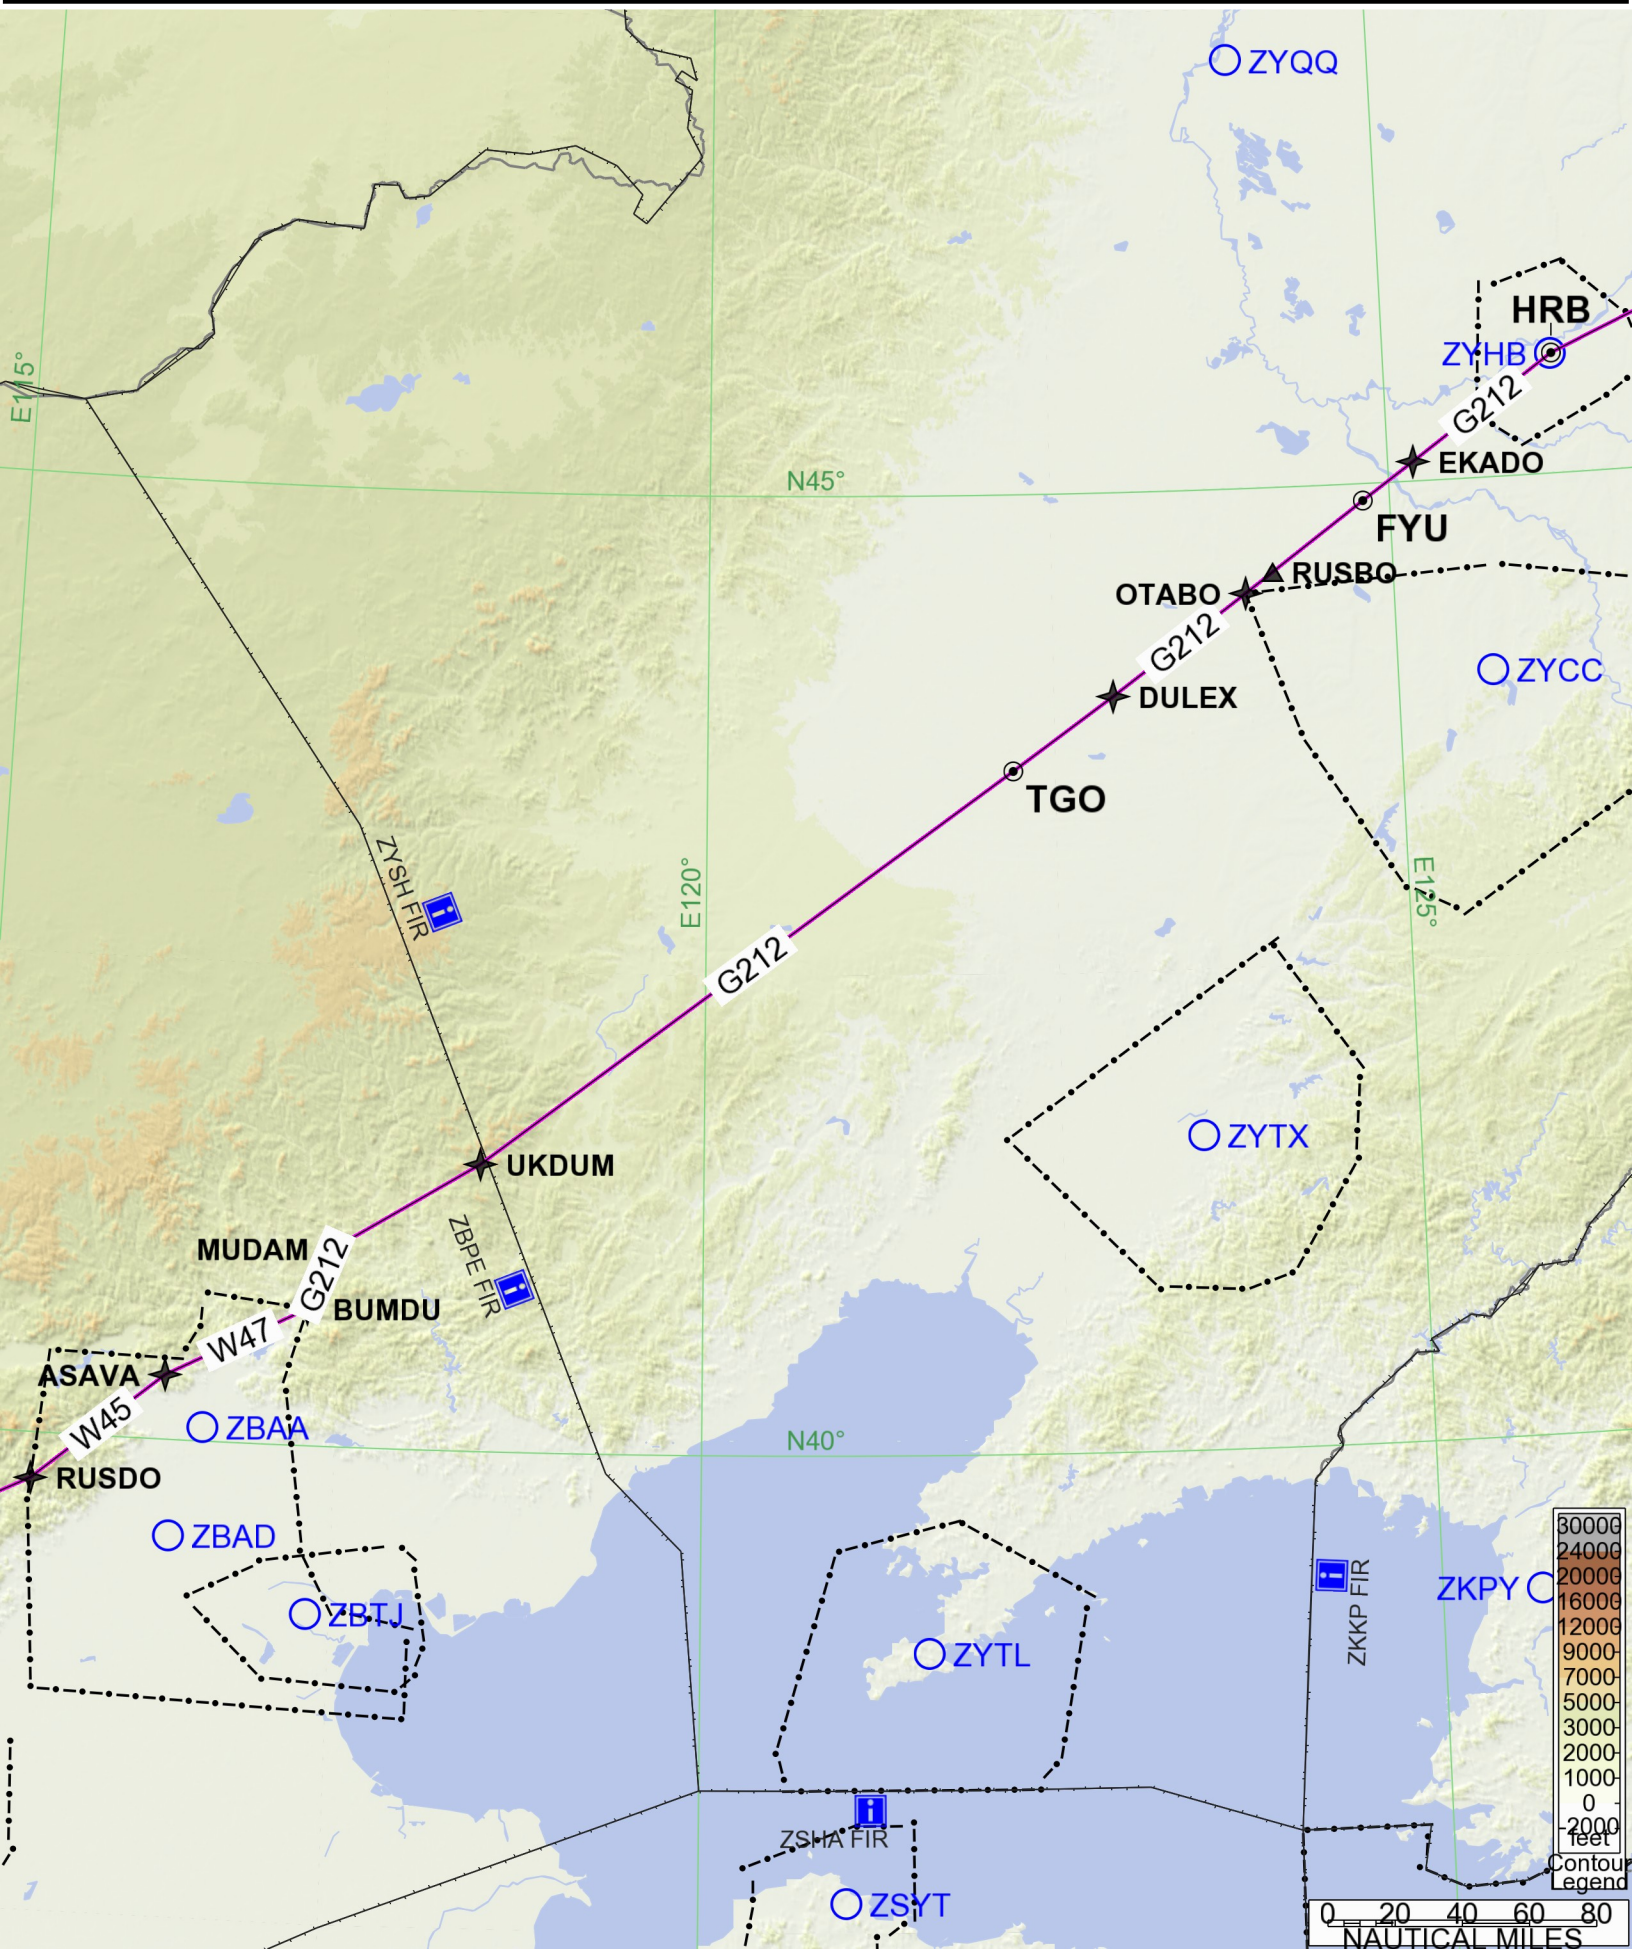 ZYQQ
HRB
ZYHB
E115°
G212
EKADO
N45°
FYU
RUSBO
OTABO
G212
ZYCC
DULEX
TGO
ZYSH FIR
E120°
E125°
G212
ZYTX
UKDUM
MUDAM
ZBPE FIR
G212
BUMDU
W47
ASAVA
W45
ZBAA
N40°
RUSDO
ZBAD
ZKPY
ZKKP FIR
ZBTJ
ZYTL
ZSHA FIR
ZSYT
30000
24000
20000
16000
12000
9000
7000
5000
3000
2000
1000
0
-2000
feet
Contour
Legend
0 20 40 60 80
NAUTICAL MILES